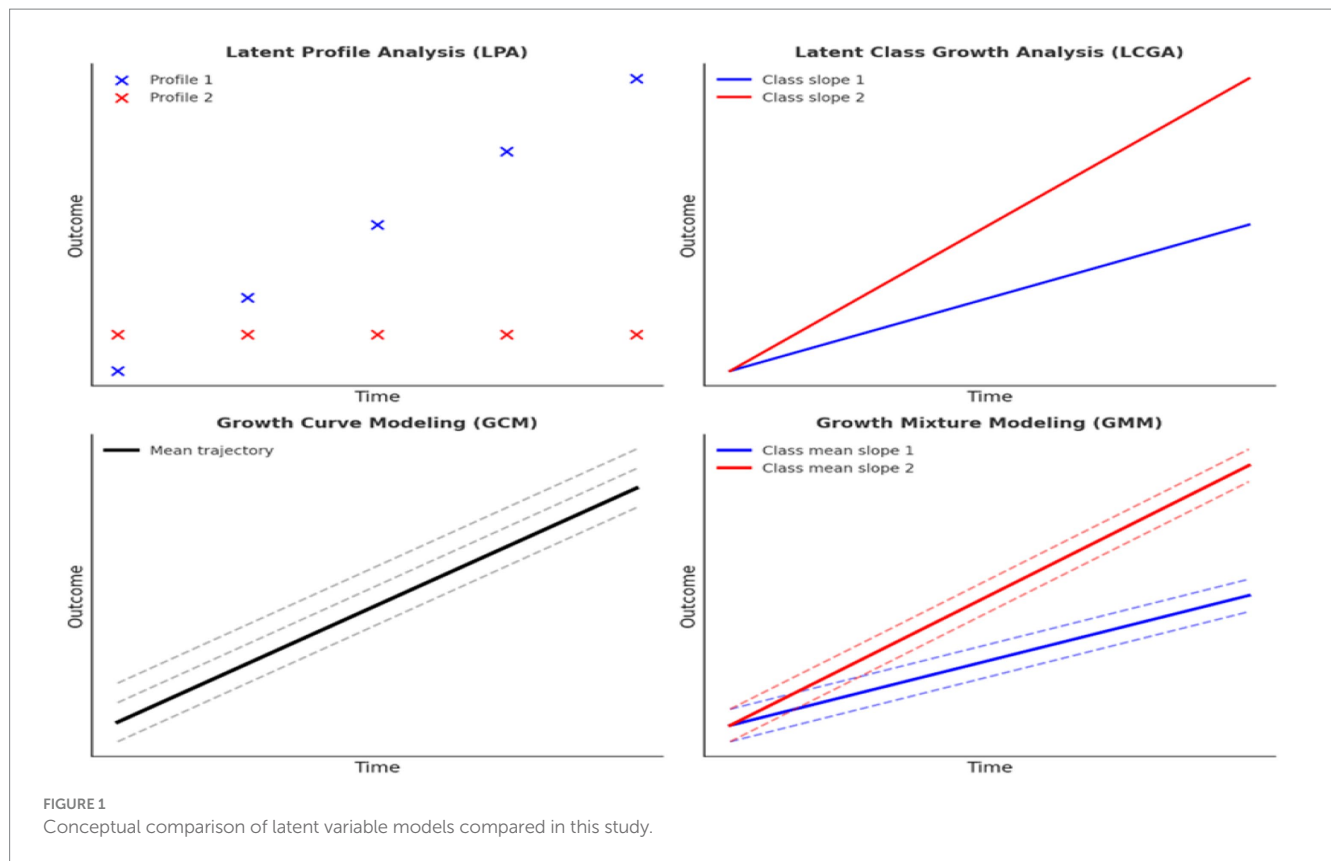 Latent Profile Analysis (LPA)
Profile 1
Profile 2
Outcome
Time
Latent Class Growth Analysis (LCGA)
Class slope 1
Class slope 2
Outcome
Time
Growth Curve Modeling (GCM)
Mean trajectory
Outcome
Time
Growth Mixture Modeling (GMM)
Class mean slope 1
Class mean slope 2
Outcome
Time
FIGURE 1
Conceptual comparison of latent variable models compared in this study.